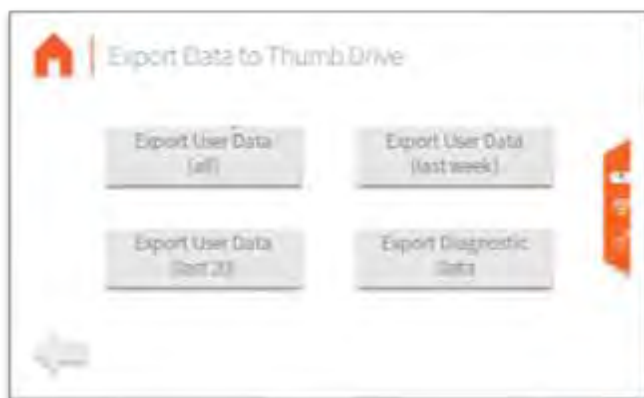 Export Data to Thumb Drive
Export User Data
(all)
Export User Data
(last week)
Export User Data
(last 20)
Export Diagnostic
Data